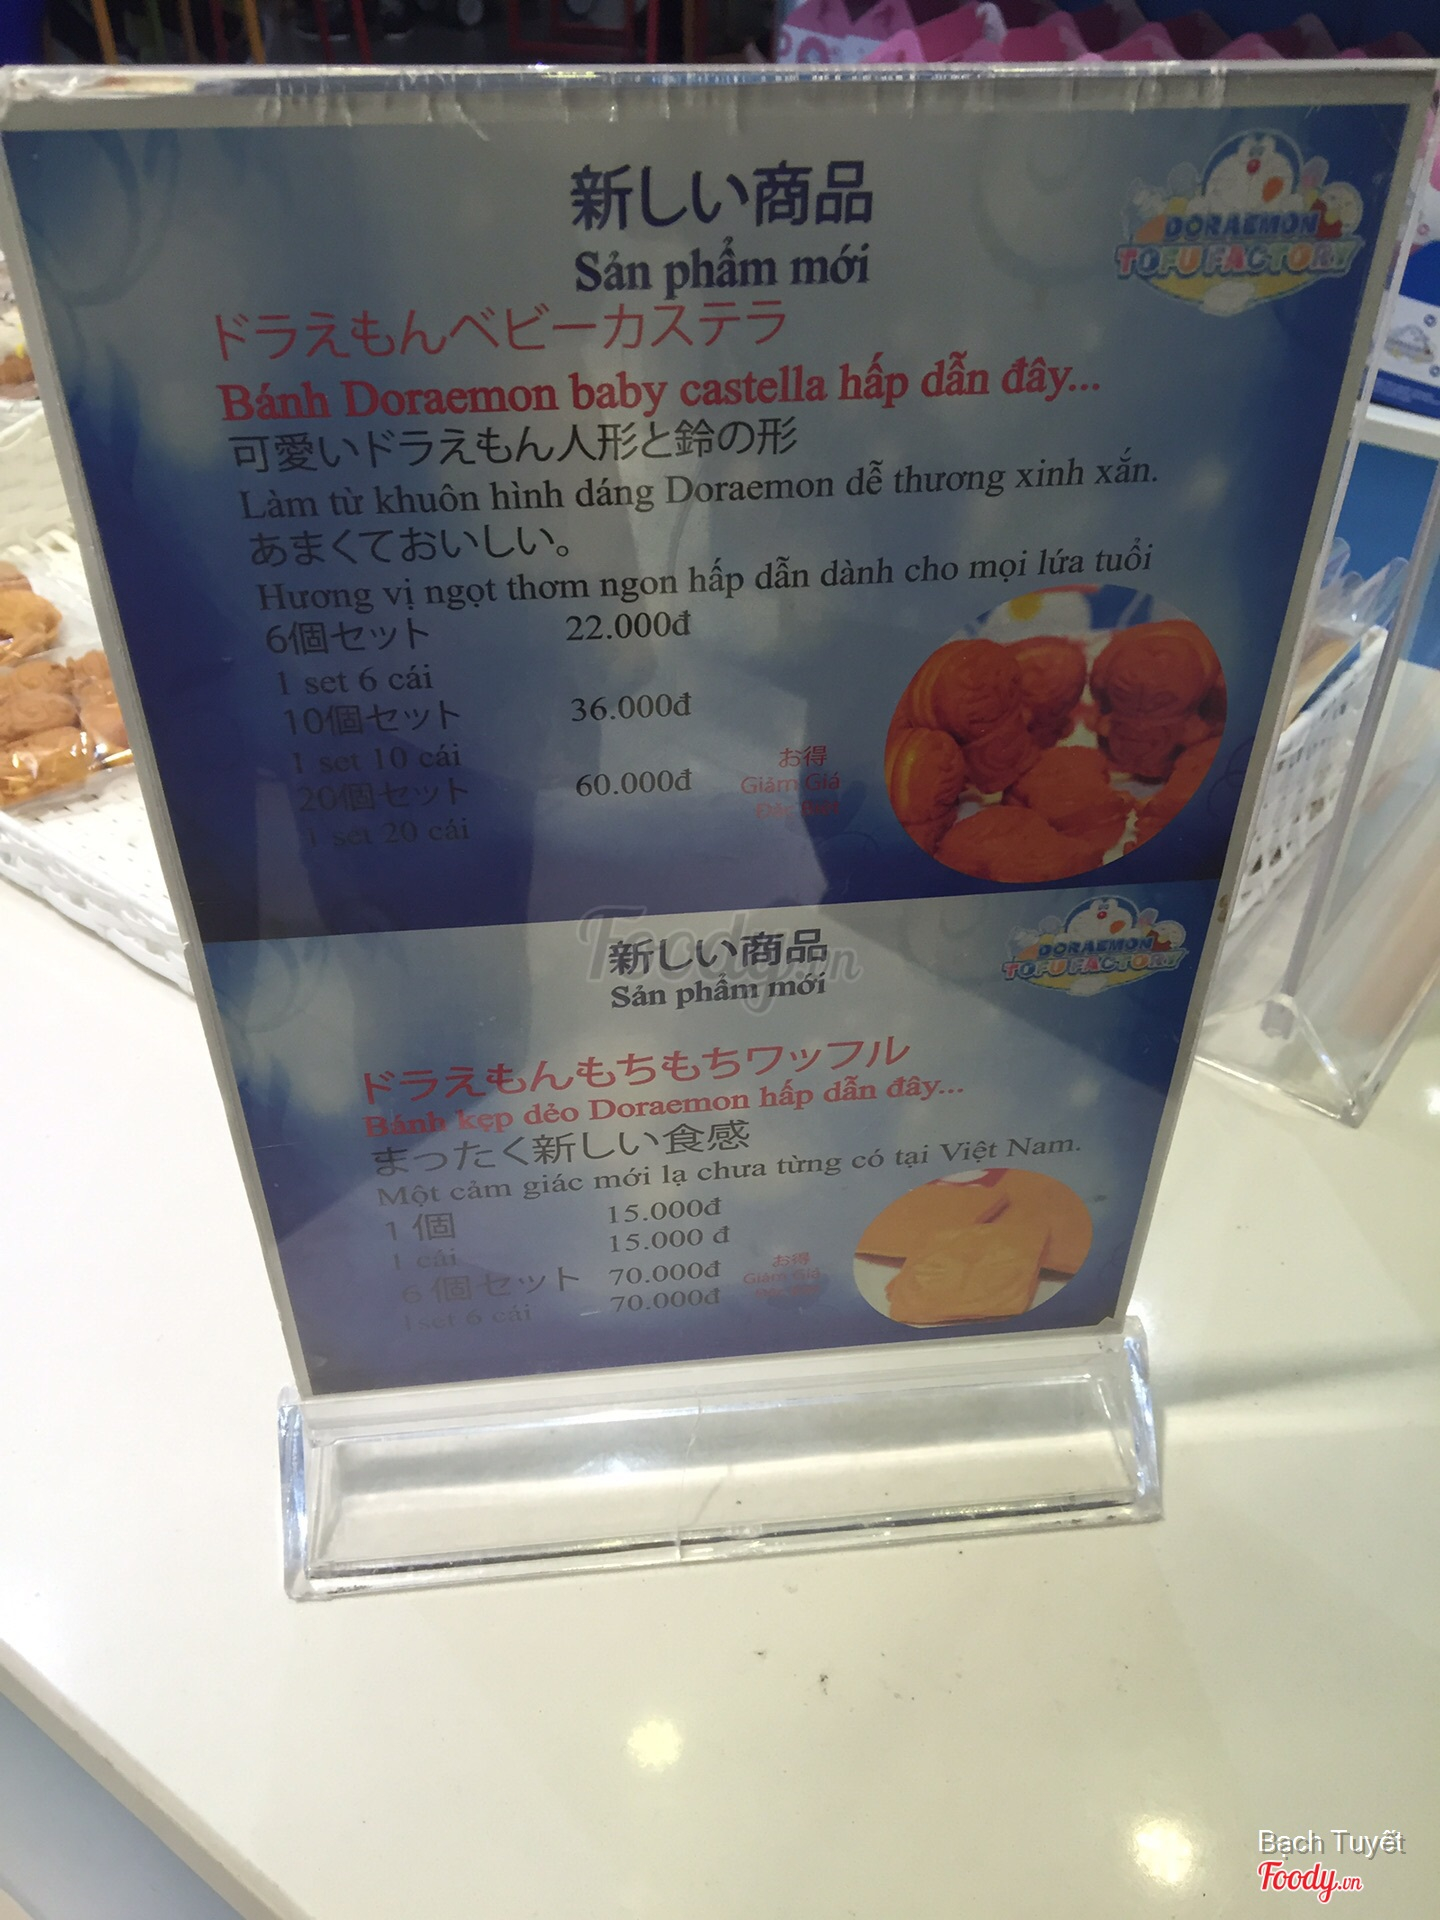 新しい商品
Sản phẩm mới
DORAEMON
TOFU FACTORY
ドラえもんベビーカステラ
Bánh Doraemon baby castella hấp dẫn đây...
可愛いドラえもん人形と鈴の形
Làm từ khuôn hình dáng Doraemon dễ thương xinh xắn.
あまくておいしい。
Hương vị ngọt thơm ngon hấp dẫn dành cho mọi lứa tuổi
6個セット 22.000đ
1 set 6 cái
10個セット 36.000đ
1 set 10 cái
20個セット 60.000đ
1 set 20 cái
お得
Giảm Giá
Đặc Biệt
新しい商品
Sản phẩm mới
DORAEMON
TOFU FACTORY
ドラえもんもちもちワッフル
Bánh kẹp dẻo Doraemon hấp dẫn đây...
まったく新しい食感
Một cảm giác mới lạ chưa từng có tại Việt Nam.
1 個 15.000đ
1 cái 15.000 đ
6 個セット 70.000đ
1set 6 cái 70.000đ
お得
Giảm Giá
Foody.vn
Bạch Tuyết
Foody.vn